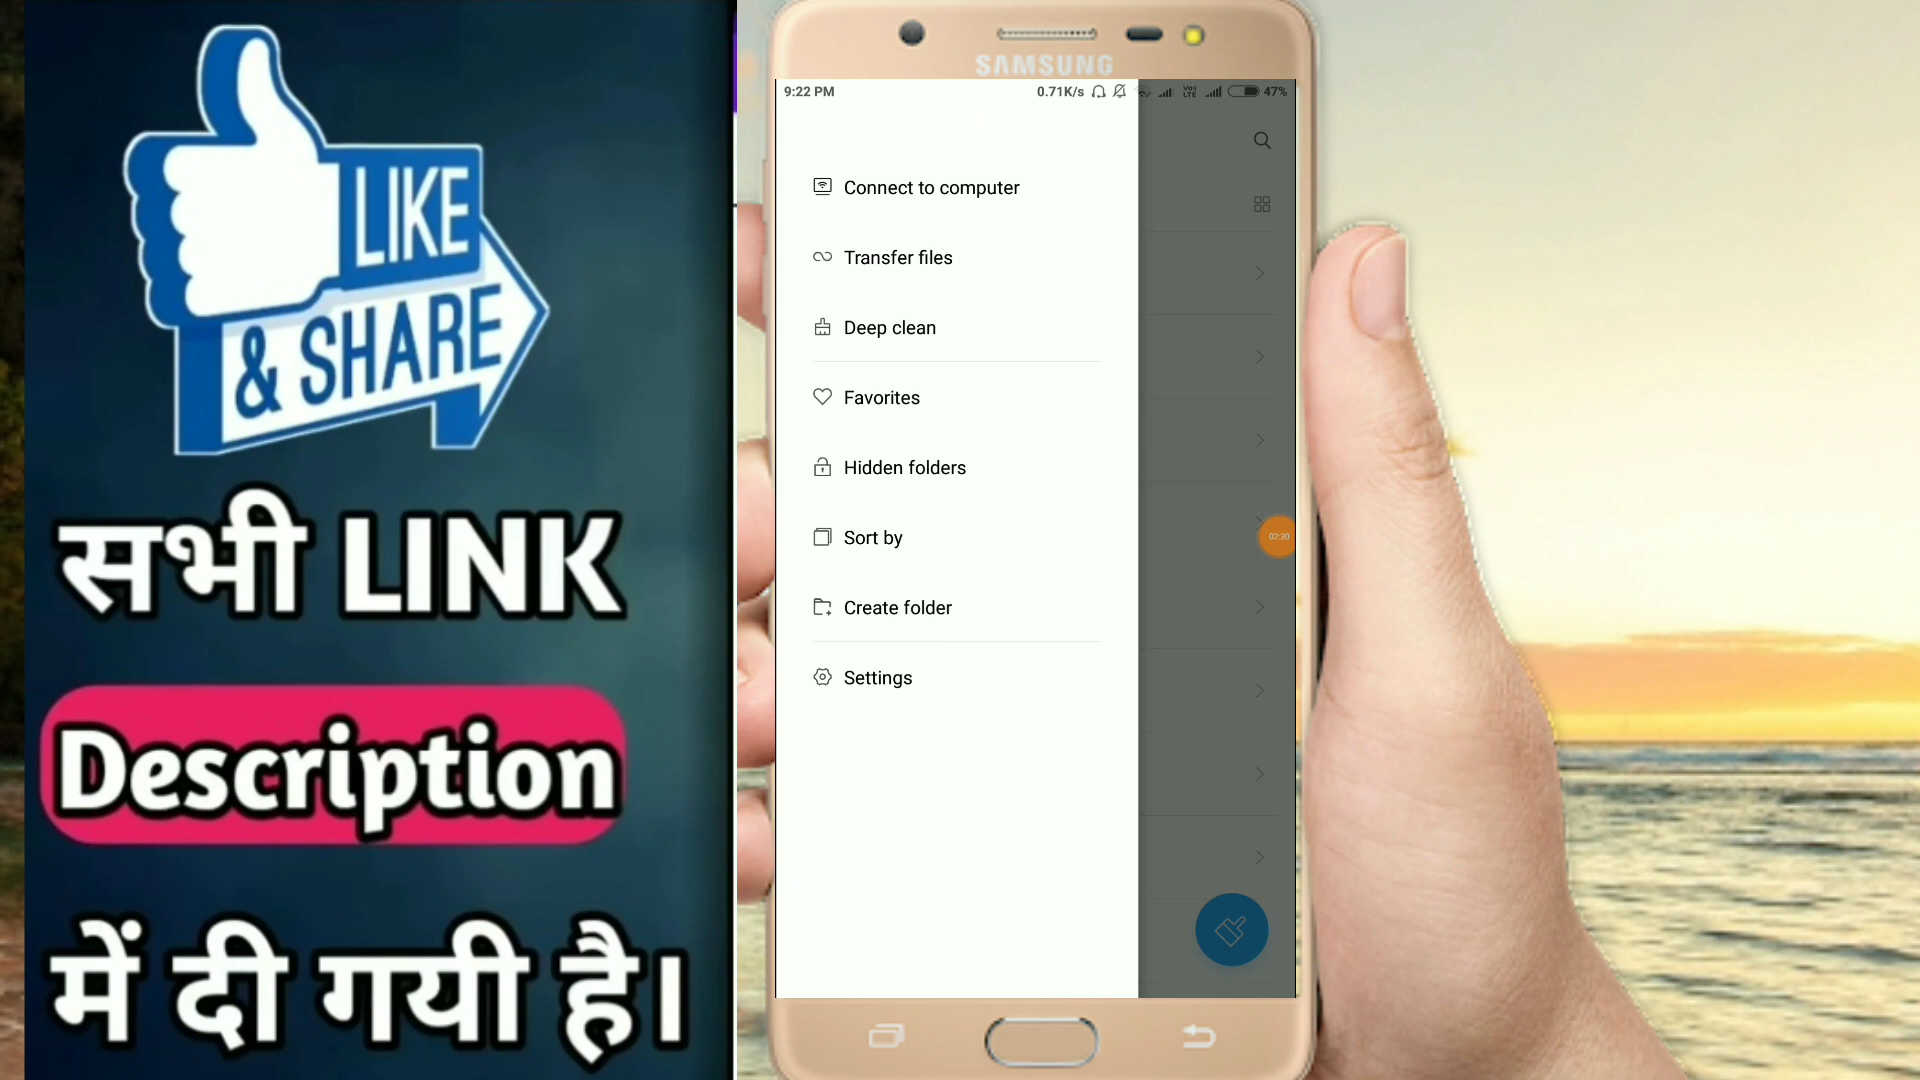 LIKE
& SHARE
सभी LINK
Description
में दी गयी है।
SAMSUNG
9:22 PM
0.71K/s
VoLTE
47%
Connect to computer
Transfer files
Deep clean
Favorites
Hidden folders
Sort by
Create folder
Settings
02:30